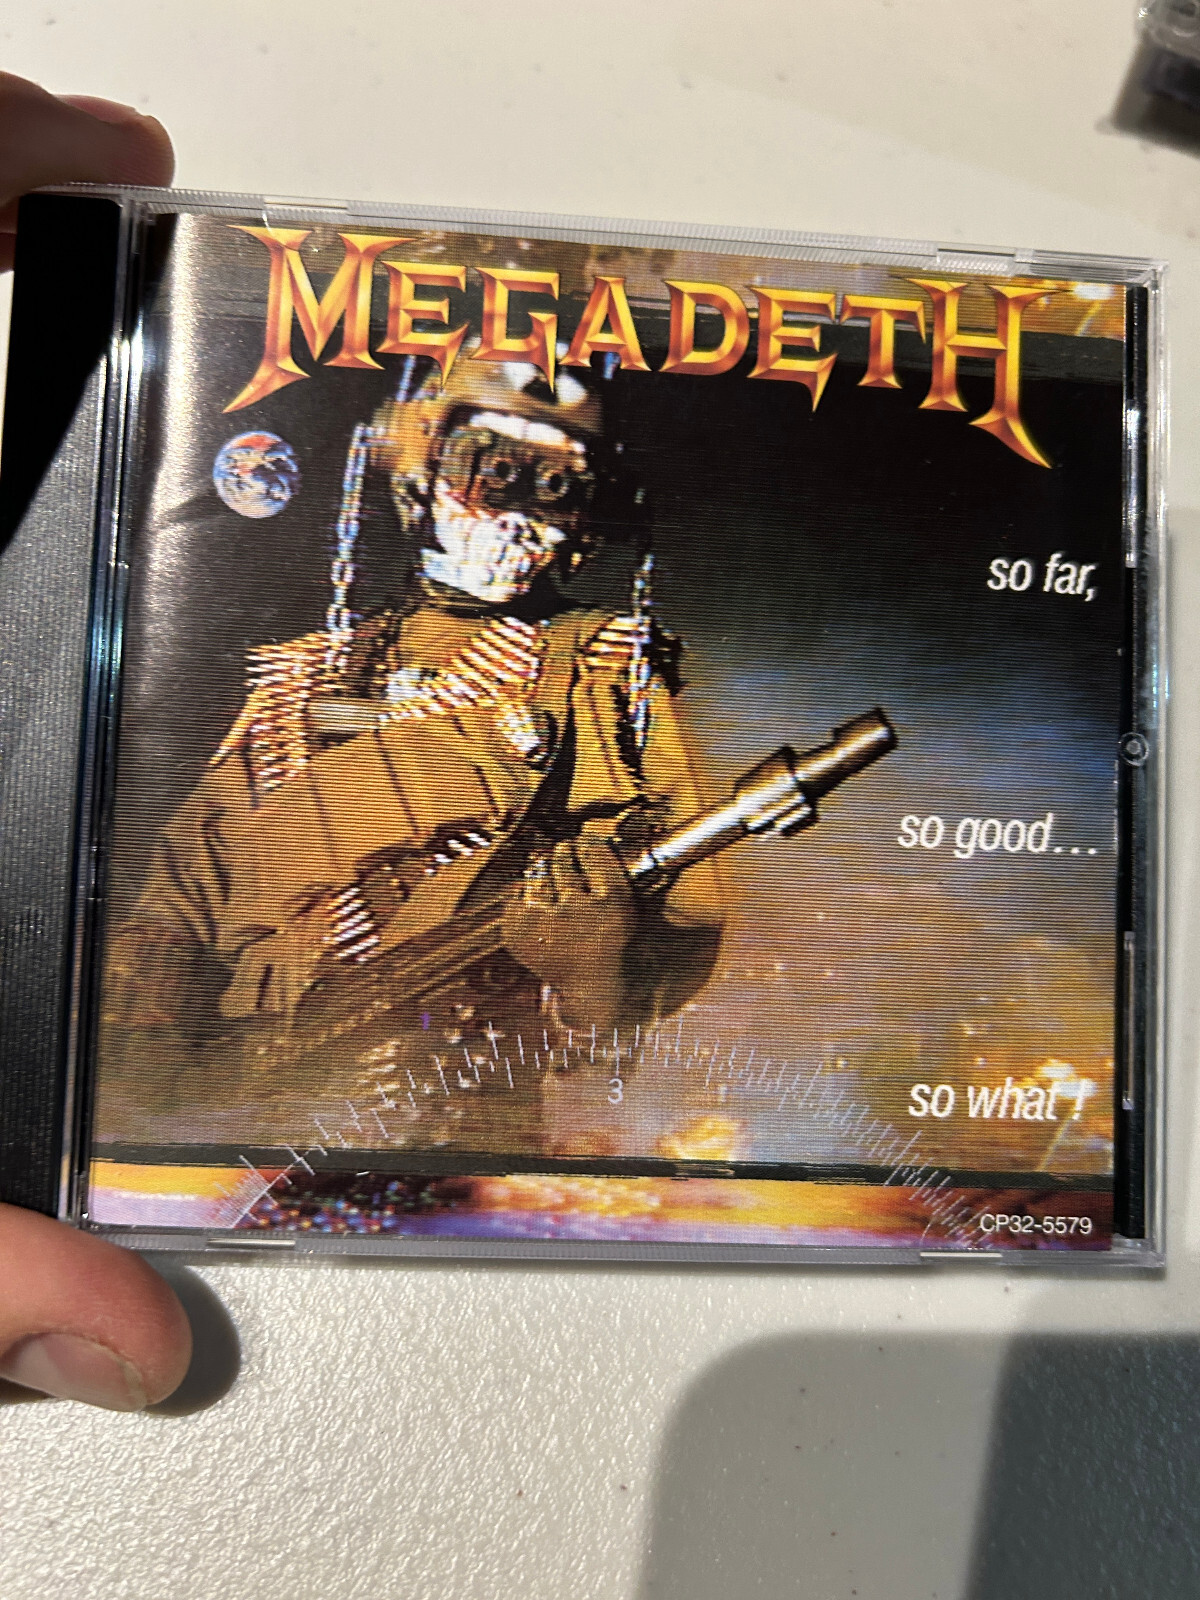 MEGADETH
so far,
so good...
3
so what !
CP32-5579